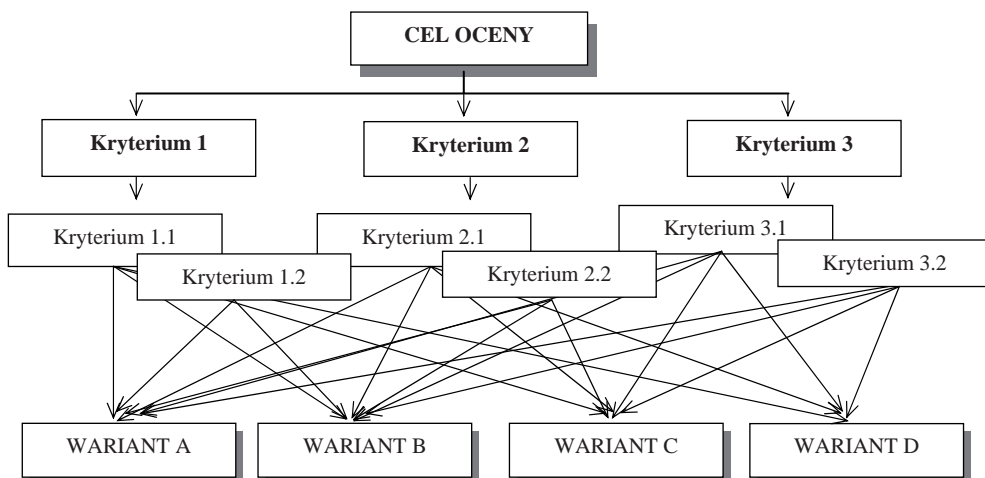 CEL OCENY
Kryterium 1
Kryterium 2
Kryterium 3
Kryterium 1.1
Kryterium 1.2
Kryterium 2.1
Kryterium 2.2
Kryterium 3.1
Kryterium 3.2
WARIANT A
WARIANT B
WARIANT C
WARIANT D